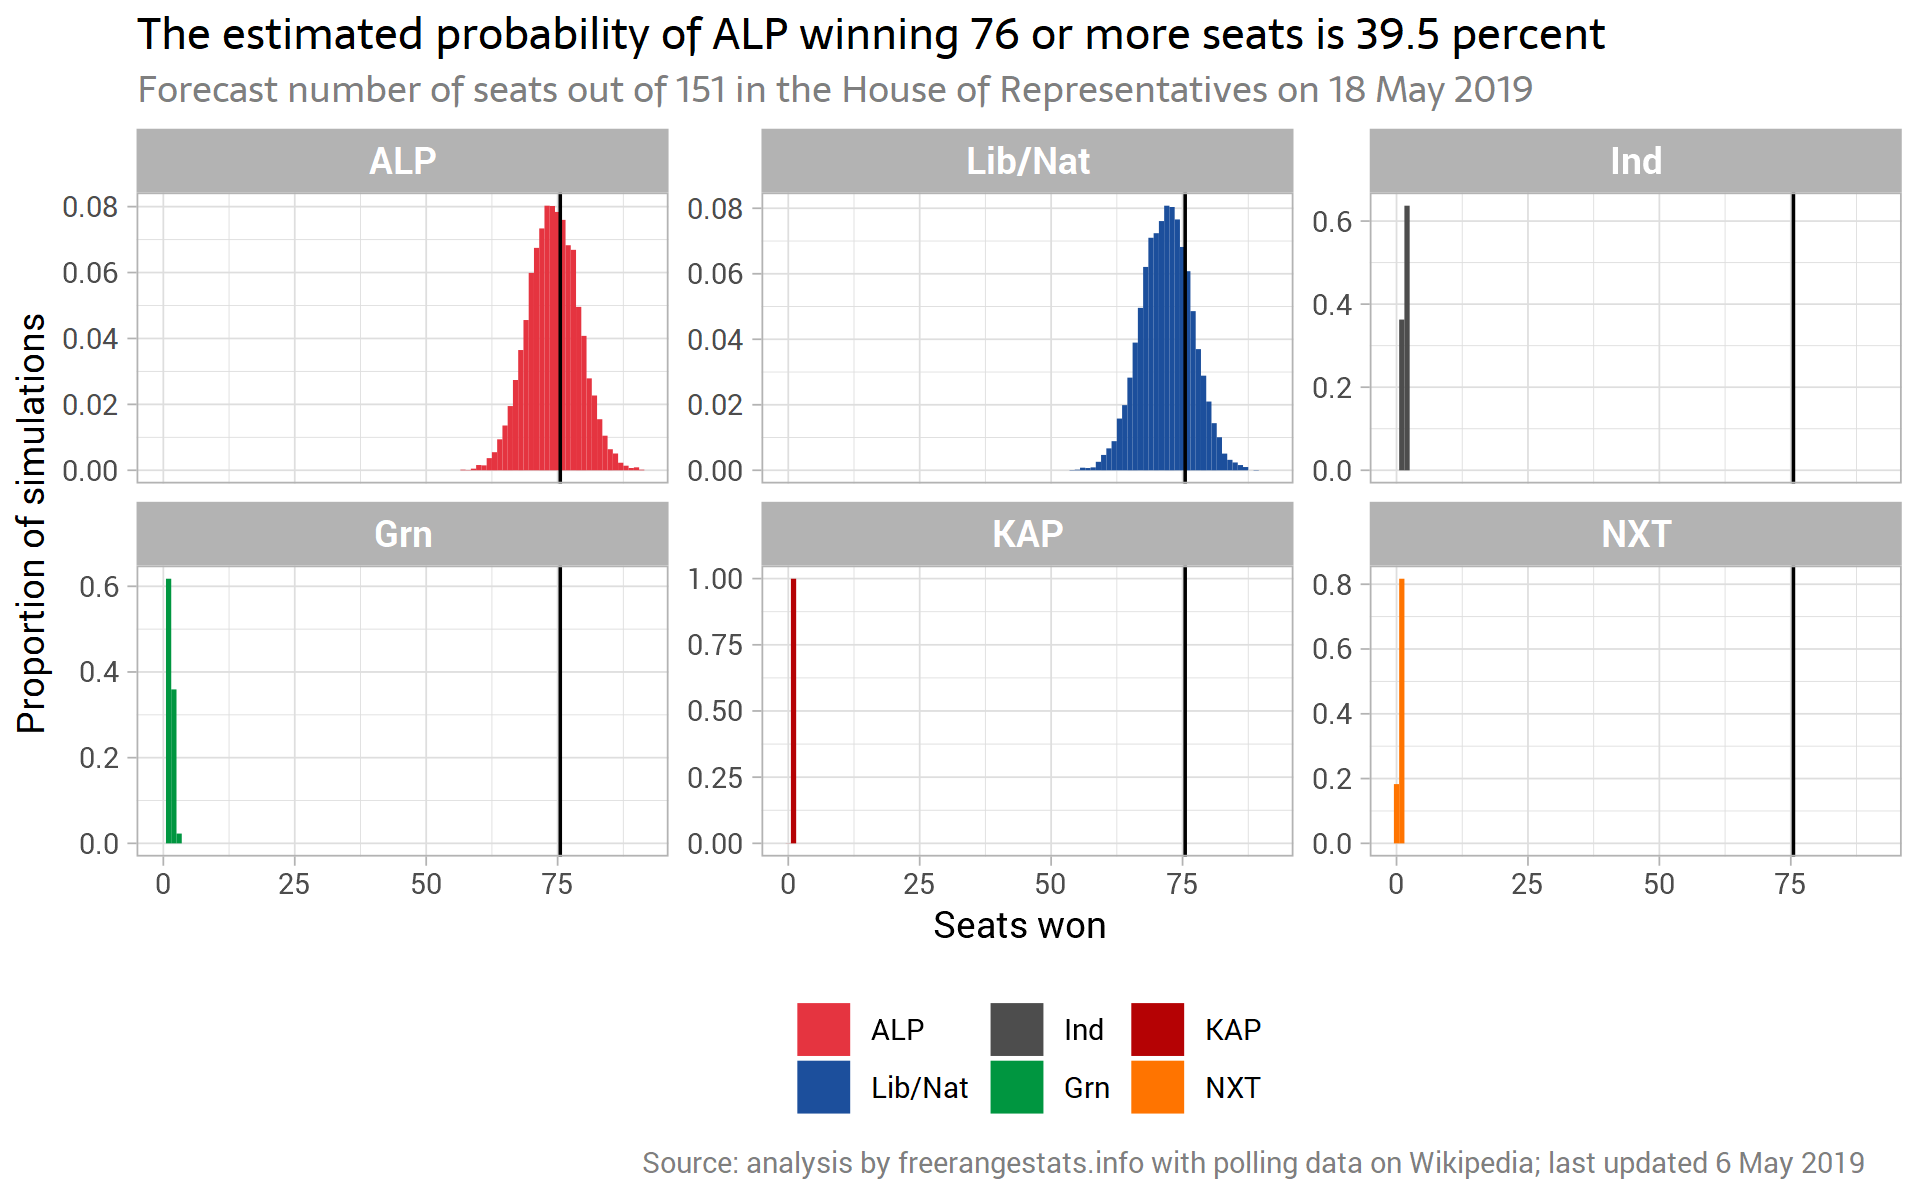 The estimated probability of ALP winning 76 or more seats is 39.5 percent
Forecast number of seats out of 151 in the House of Representatives on 18 May 2019
ALP
Lib/Nat
Ind
0.08
0.06
0.04
0.02
0.00
0.08
0.06
0.04
0.02
0.00
0.6
0.4
0.2
0.0
Proportion of simulations
Grn
KAP
NXT
0.6
0.4
0.2
0.0
1.00
0.75
0.50
0.25
0.00
0.8
0.6
0.4
0.2
0.0
0 25 50 75
0 25 50 75
0 25 50 75
Seats won
ALP Ind KAP
Lib/Nat Grn NXT
Source: analysis by freerangestats.info with polling data on Wikipedia; last updated 6 May 2019